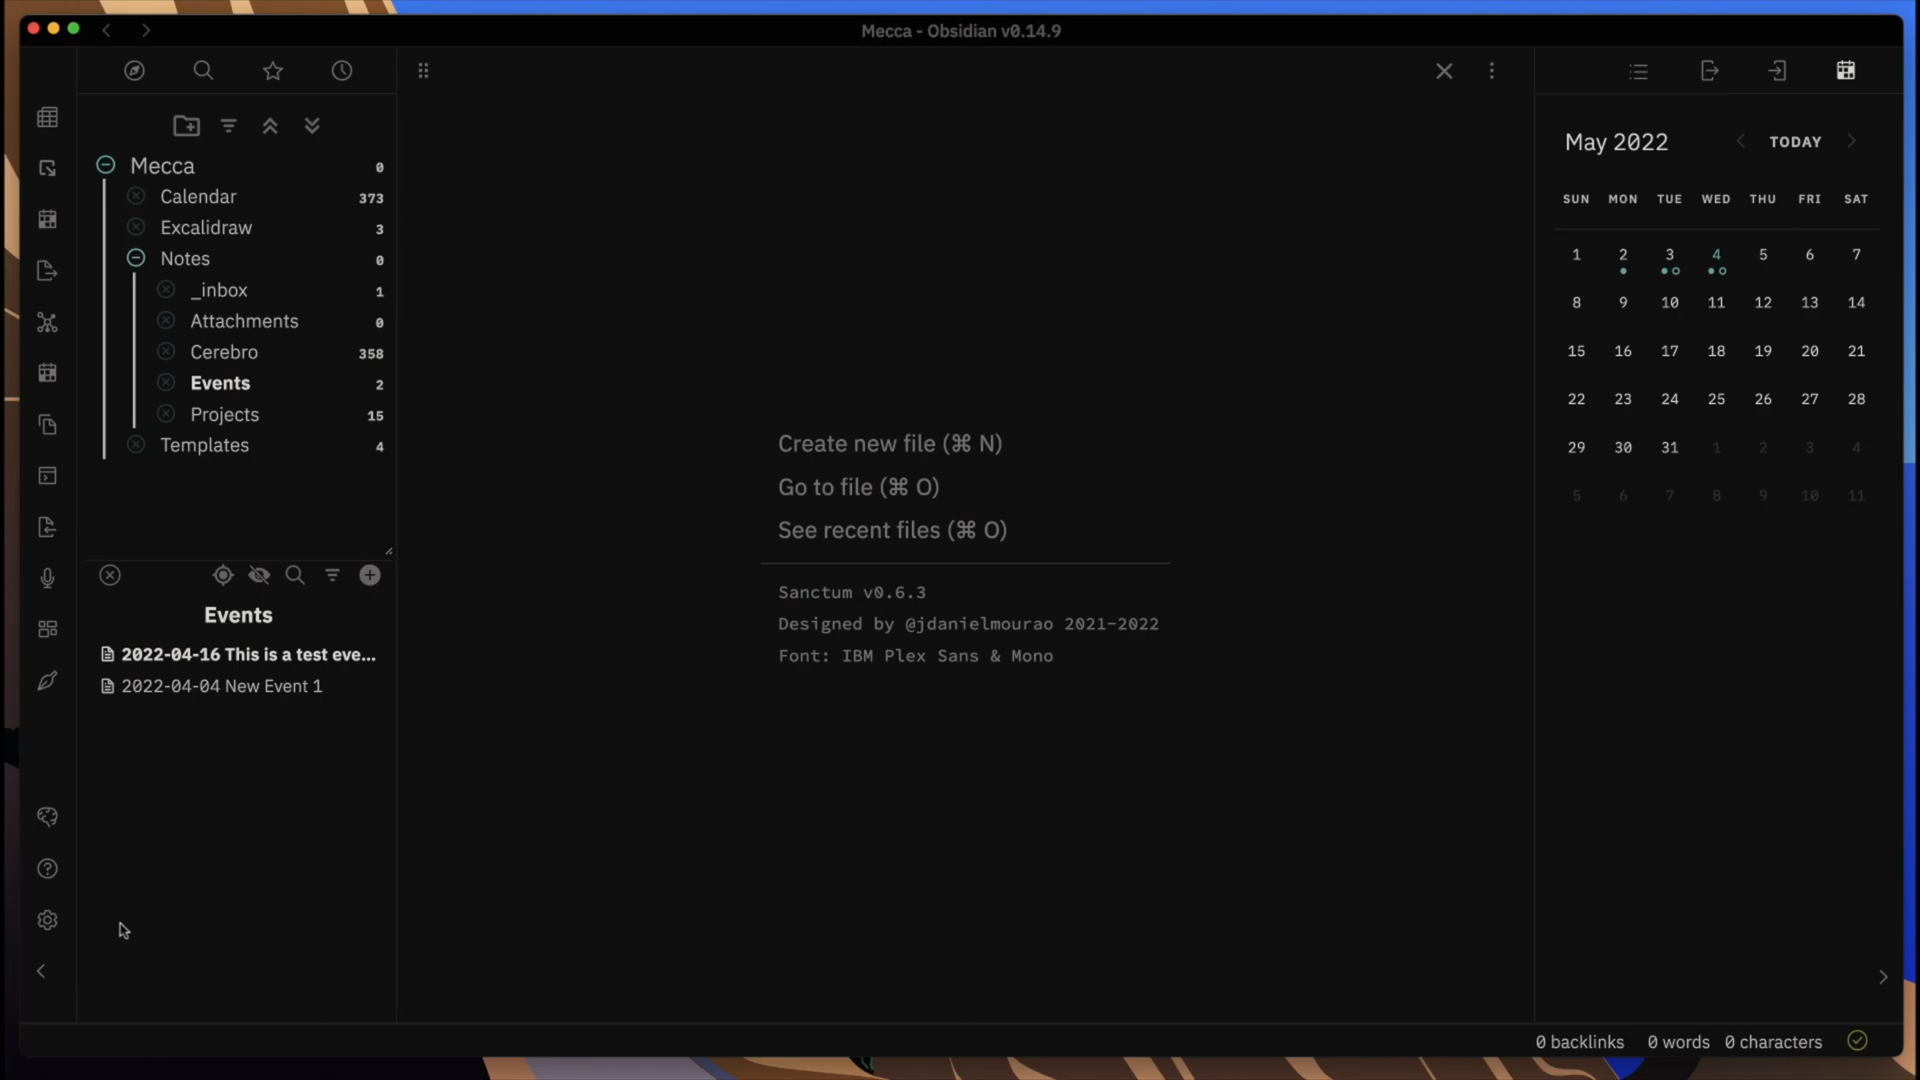 Mecca - Obsidian v0.14.9
Mecca 0
Calendar 373
Excalidraw 3
Notes 0
_inbox 1
Attachments 0
Cerebro 358
Events 2
Projects 15
Templates 4
Events
2022-04-16 This is a test eve...
2022-04-04 New Event 1
Create new file (⌘ N)
Go to file (⌘ O)
See recent files (⌘ O)
Sanctum v0.6.3
Designed by @jdanielmourao 2021-2022
Font: IBM Plex Sans & Mono
May 2022 TODAY
SUN MON TUE WED THU FRI SAT
1 2 3 4 5 6 7
8 9 10 11 12 13 14
15 16 17 18 19 20 21
22 23 24 25 26 27 28
29 30 31 1 2 3 4
5 6 7 8 9 10 11
0 backlinks 0 words 0 characters